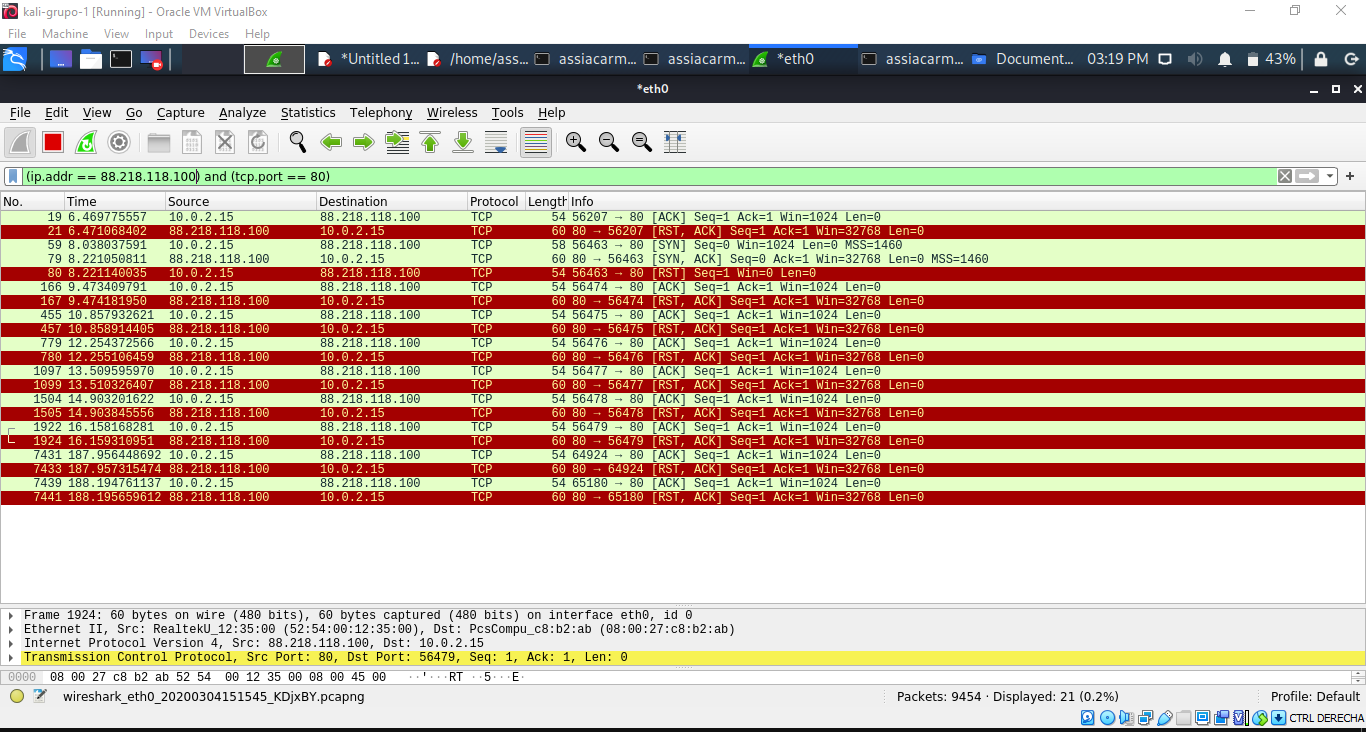 kali-grupo-1 [Running] - Oracle VM VirtualBox
File Machine View Input Devices Help
*Untitled 1... /home/ass... assiacarm... assiacarm... *eth0 assiacarm... Document... 03:19 PM 43%
*eth0
File Edit View Go Capture Analyze Statistics Telephony Wireless Tools Help
(ip.addr == 88.218.118.100) and (tcp.port == 80)
No. Time Source Destination Protocol Length Info
19 6.469775557 10.0.2.15 88.218.118.100 TCP 54 56207 → 80 [ACK] Seq=1 Ack=1 Win=1024 Len=0
21 6.471068402 88.218.118.100 10.0.2.15 TCP 60 80 → 56207 [RST, ACK] Seq=1 Ack=1 Win=32768 Len=0
59 8.038037591 10.0.2.15 88.218.118.100 TCP 58 56463 → 80 [SYN] Seq=0 Win=1024 Len=0 MSS=1460
79 8.221050811 88.218.118.100 10.0.2.15 TCP 60 80 → 56463 [SYN, ACK] Seq=0 Ack=1 Win=32768 Len=0 MSS=1460
80 8.221140035 10.0.2.15 88.218.118.100 TCP 54 56463 → 80 [RST] Seq=1 Win=0 Len=0
166 9.473409791 10.0.2.15 88.218.118.100 TCP 54 56474 → 80 [ACK] Seq=1 Ack=1 Win=1024 Len=0
167 9.474181950 88.218.118.100 10.0.2.15 TCP 60 80 → 56474 [RST, ACK] Seq=1 Ack=1 Win=32768 Len=0
455 10.857932621 10.0.2.15 88.218.118.100 TCP 54 56475 → 80 [ACK] Seq=1 Ack=1 Win=1024 Len=0
457 10.858914405 88.218.118.100 10.0.2.15 TCP 60 80 → 56475 [RST, ACK] Seq=1 Ack=1 Win=32768 Len=0
779 12.254372566 10.0.2.15 88.218.118.100 TCP 54 56476 → 80 [ACK] Seq=1 Ack=1 Win=1024 Len=0
780 12.255106459 88.218.118.100 10.0.2.15 TCP 60 80 → 56476 [RST, ACK] Seq=1 Ack=1 Win=32768 Len=0
1097 13.509595970 10.0.2.15 88.218.118.100 TCP 54 56477 → 80 [ACK] Seq=1 Ack=1 Win=1024 Len=0
1099 13.510326407 88.218.118.100 10.0.2.15 TCP 60 80 → 56477 [RST, ACK] Seq=1 Ack=1 Win=32768 Len=0
1504 14.903201622 10.0.2.15 88.218.118.100 TCP 54 56478 → 80 [ACK] Seq=1 Ack=1 Win=1024 Len=0
1505 14.903845556 88.218.118.100 10.0.2.15 TCP 60 80 → 56478 [RST, ACK] Seq=1 Ack=1 Win=32768 Len=0
1922 16.158168281 10.0.2.15 88.218.118.100 TCP 54 56479 → 80 [ACK] Seq=1 Ack=1 Win=1024 Len=0
1924 16.159310951 88.218.118.100 10.0.2.15 TCP 60 80 → 56479 [RST, ACK] Seq=1 Ack=1 Win=32768 Len=0
7431 187.956448692 10.0.2.15 88.218.118.100 TCP 54 64924 → 80 [ACK] Seq=1 Ack=1 Win=1024 Len=0
7433 187.957315474 88.218.118.100 10.0.2.15 TCP 60 80 → 64924 [RST, ACK] Seq=1 Ack=1 Win=32768 Len=0
7439 188.194761137 10.0.2.15 88.218.118.100 TCP 54 65180 → 80 [ACK] Seq=1 Ack=1 Win=1024 Len=0
7441 188.195659612 88.218.118.100 10.0.2.15 TCP 60 80 → 65180 [RST, ACK] Seq=1 Ack=1 Win=32768 Len=0
Frame 1924: 60 bytes on wire (480 bits), 60 bytes captured (480 bits) on interface eth0, id 0
Ethernet II, Src: RealtekU_12:35:00 (52:54:00:12:35:00), Dst: PcsCompu_c8:b2:ab (08:00:27:c8:b2:ab)
Internet Protocol Version 4, Src: 88.218.118.100, Dst: 10.0.2.15
Transmission Control Protocol, Src Port: 80, Dst Port: 56479, Seq: 1, Ack: 1, Len: 0
0000 08 00 27 c8 b2 ab 52 54 00 12 35 00 08 00 45 00 ··'···RT ··5···E·
wireshark_eth0_20200304151545_KDjxBY.pcapng Packets: 9454 · Displayed: 21 (0.2%) Profile: Default
CTRL DERECHA